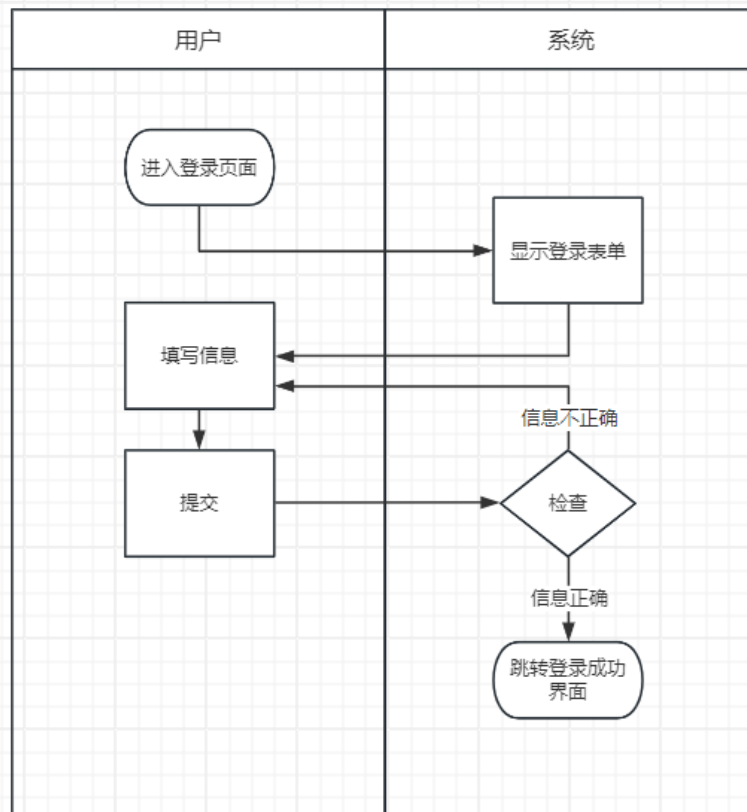 用户
系统
进入登录页面
显示登录表单
填写信息
信息不正确
提交
检查
信息正确
跳转登录成功
界面